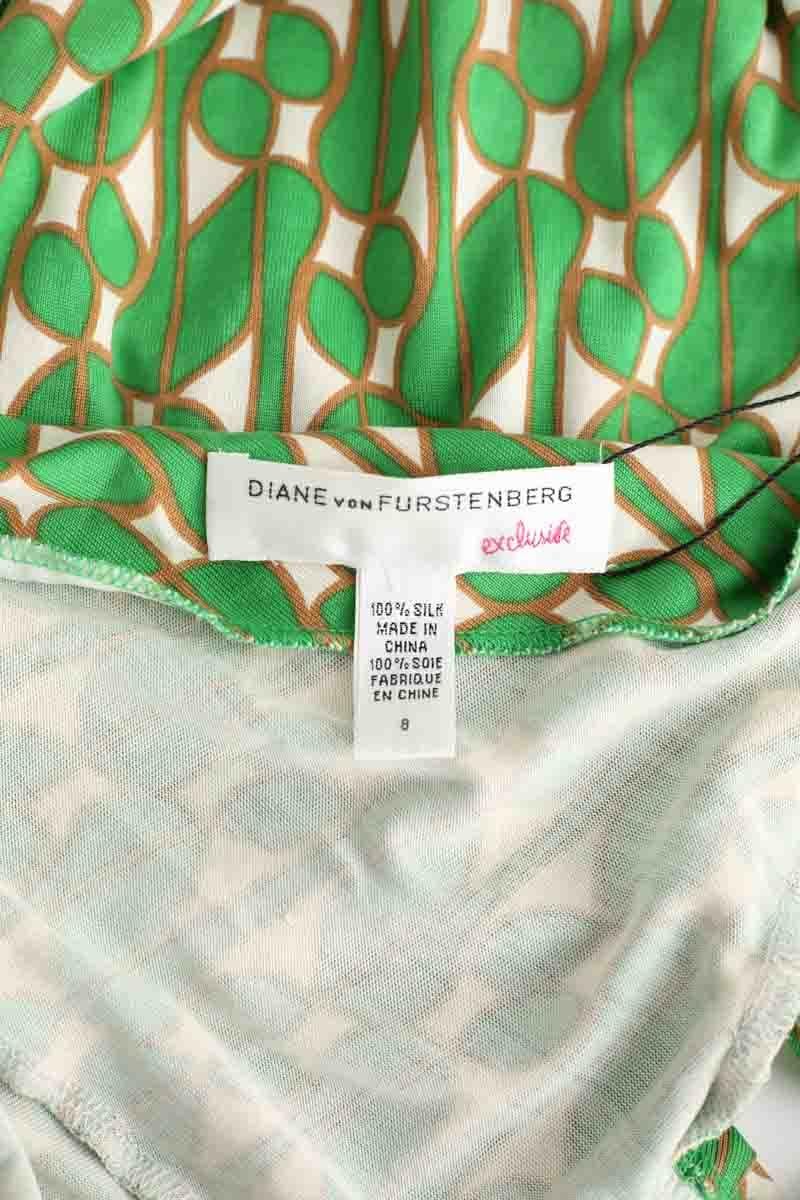 DIANE VON FURSTENBERG
exclusive
100% SILK
MADE IN
CHINA
100% SOIE
FABRIQUE
EN CHINE
8